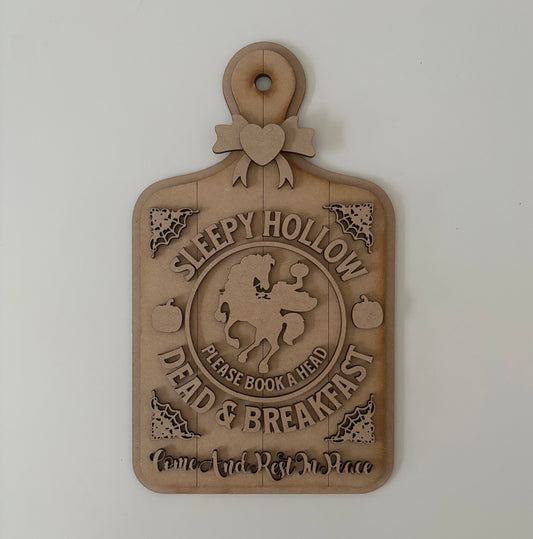 SLEEPY HOLLOW
PLEASE BOOK A HEAD
DEAD & BREAKFAST
Come And Rest In Peace